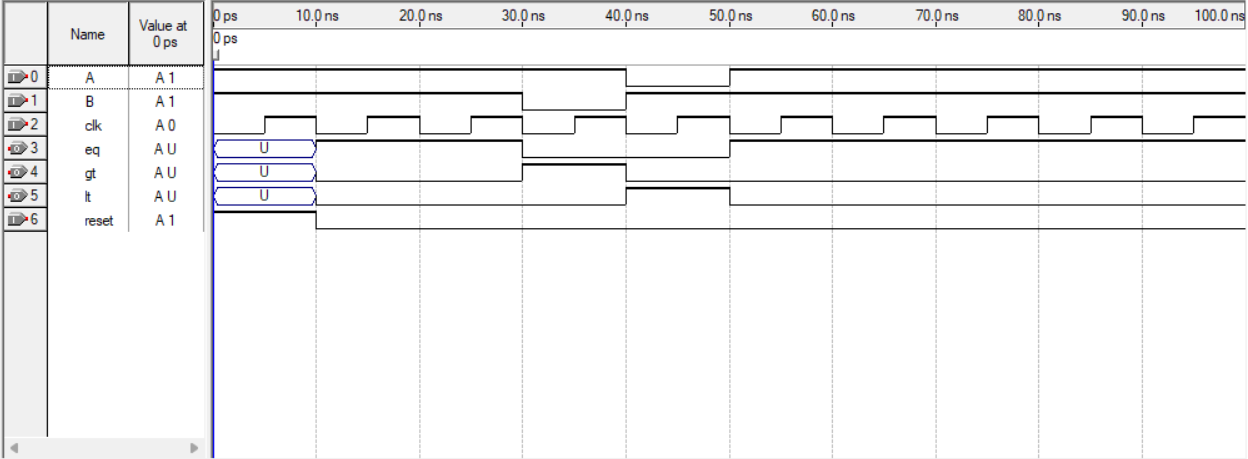 Name Value at 0 ps
0 ps 10.0 ns 20.0 ns 30.0 ns 40.0 ns 50.0 ns 60.0 ns 70.0 ns 80.0 ns 90.0 ns 100.0 ns
0 ps
0 A A 1
1 B A 1
2 clk A 0
3 eq A U U
4 gt A U U
5 lt A U U
6 reset A 1